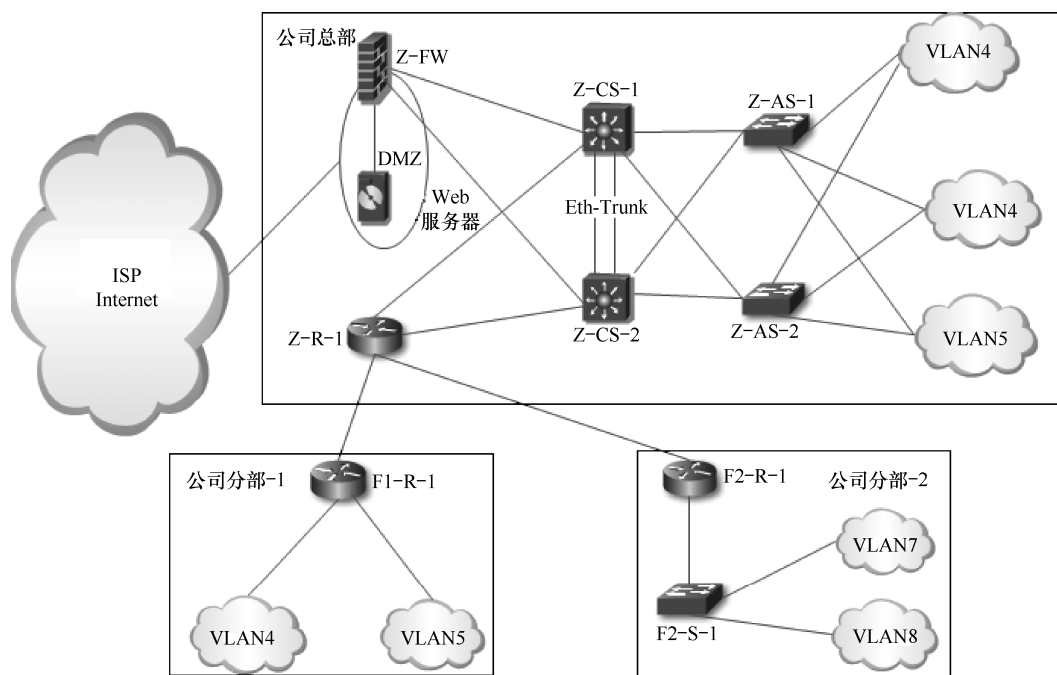 公司总部
Z-FW
VLAN4
Z-CS-1
Z-AS-1
DMZ
Web
服务器
Eth-Trunk
VLAN4
ISP
Internet
Z-R-1
Z-CS-2
Z-AS-2
VLAN5
公司分部-1
F1-R-1
F2-R-1
公司分部-2
VLAN7
VLAN4
VLAN5
F2-S-1
VLAN8